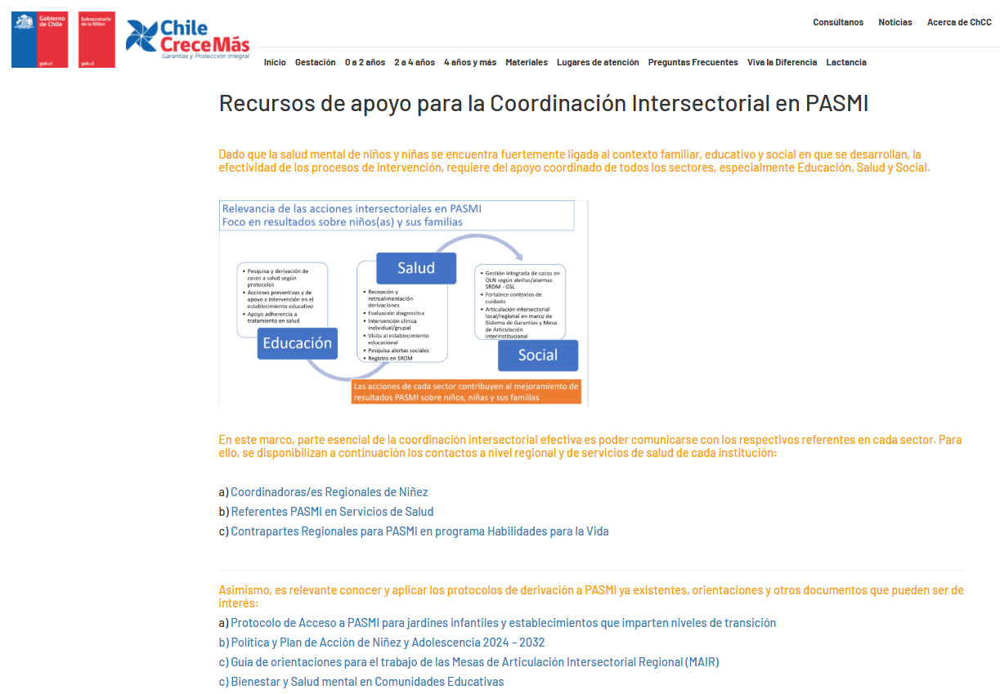 Gobierno
de Chile
gob.cl
Subsecretaría
de la Niñez
gob.cl
Chile
CreceMás
Garantías y Protección Integral
Consúltanos Noticias Acerca de ChCC
Inicio Gestación 0 a 2 años 2 a 4 años 4 años y más Materiales Lugares de atención Preguntas Frecuentes Viva la Diferencia Lactancia
Recursos de apoyo para la Coordinación Intersectorial en PASMI
Dado que la salud mental de niños y niñas se encuentra fuertemente ligada al contexto familiar, educativo y social en que se desarrollan, la
efectividad de los procesos de intervención, requiere del apoyo coordinado de todos los sectores, especialmente Educación, Salud y Social.
Relevancia de las acciones intersectoriales en PASMI
Foco en resultados sobre niños(as) y sus familias
• Pesquisa y derivación de
casos a salud según
protocolos
• Acciones preventivas y de
apoyo a intervención en el
establecimiento educativo
• Apoyo adherencia a
tratamiento en salud
Educación
Salud
• Recepción y
retroalimentación
derivaciones
• Evaluación diagnostica
• Intervención clínica
individual/grupal
• Visita al establecimiento
educacional
• Pesquisa alertas sociales
• Registro en SRDM
• Gestión integrada de casos en
OLN según alertas/alarmas
SRDM - GSL
• Fortalece contextos de
cuidado
• Articulación intersectorial
local/regional en marco de
Sistema de Garantías y Mesa
de Articulación
Interinstitucional
Social
Las acciones de cada sector contribuyen al mejoramiento de
resultados PASMI sobre niños, niñas y sus familias
En este marco, parte esencial de la coordinación intersectorial efectiva es poder comunicarse con los respectivos referentes en cada sector. Para
ello, se disponibilizan a continuación los contactos a nivel regional y de servicios de salud de cada institución:
a) Coordinadoras/es Regionales de Niñez
b) Referentes PASMI en Servicios de Salud
c) Contrapartes Regionales para PASMI en programa Habilidades para la Vida
Asimismo, es relevante conocer y aplicar los protocolos de derivación a PASMI ya existentes, orientaciones y otros documentos que pueden ser de
interés:
a) Protocolo de Acceso a PASMI para jardines infantiles y establecimientos que imparten niveles de transición
b) Política y Plan de Acción de Niñez y Adolescencia 2024 – 2032
c) Guía de orientaciones para el trabajo de las Mesas de Articulación Intersectorial Regional (MAIR)
c) Bienestar y Salud mental en Comunidades Educativas